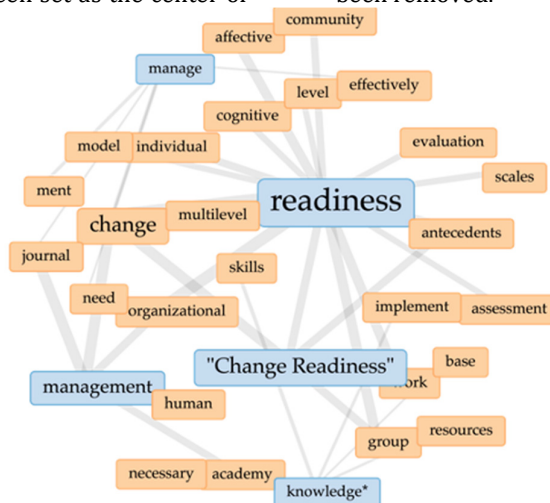 community
affective
manage
level
effectively
cognitive
model
individual
evaluation
scales
ment
readiness
multilevel
change
antecedents
journal
skills
need
organizational
implement
assessment
"Change Readiness"
base
management
human
resources
group
necessary
academy
knowledge*